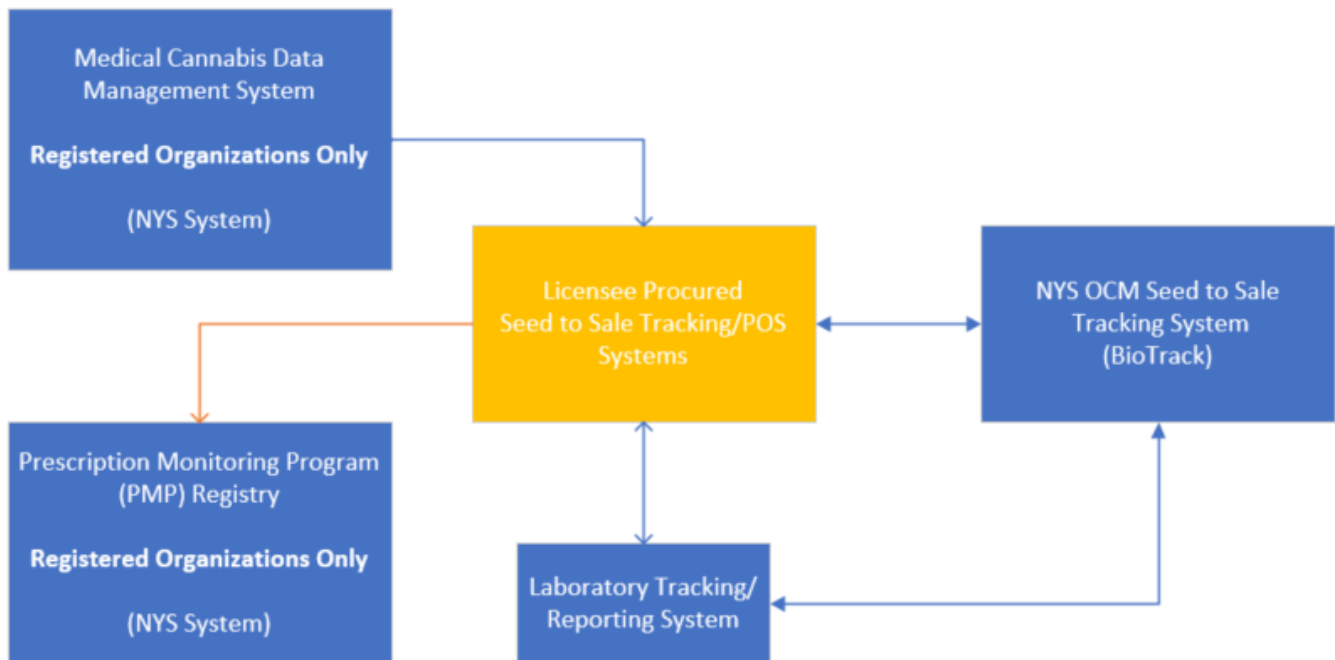 Medical Cannabis Data
Management System
Registered Organizations Only
(NYS System)
Licensee Procured
Seed to Sale Tracking/POS
Systems
NYS OCM Seed to Sale
Tracking System
(BioTrack)
Prescription Monitoring Program
(PMP) Registry
Registered Organizations Only
(NYS System)
Laboratory Tracking/
Reporting System